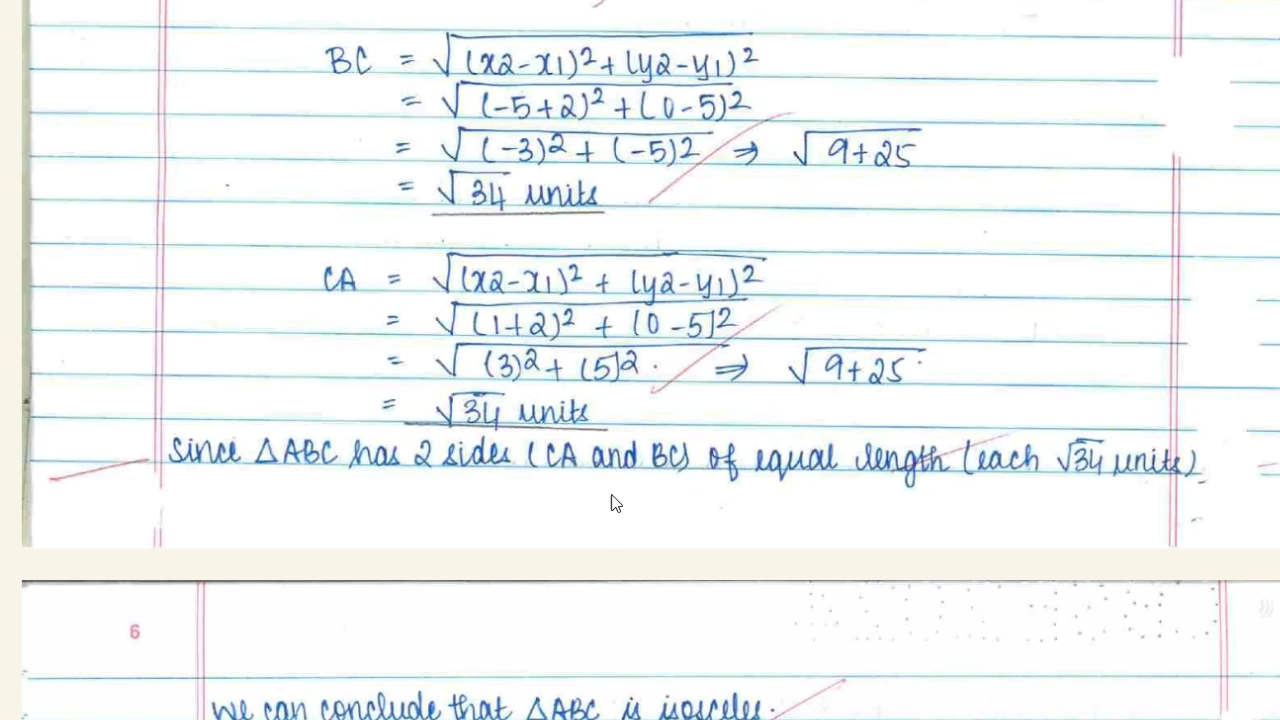 BC = √(x2-x1)²+(y2-y1)²
= √(-5+2)²+(0-5)²
= √(-3)²+(-5)² ⇒ √9+25
= √34 units
CA = √(x2-x1)²+(y2-y1)²
= √(1+2)²+(0-5)²
= √(3)²+(5)². ⇒ √9+25
= √34 units
Since △ABC has 2 sides (CA and BC) of equal length (each √34 units)
6
We can conclude that △ABC is isosceles.